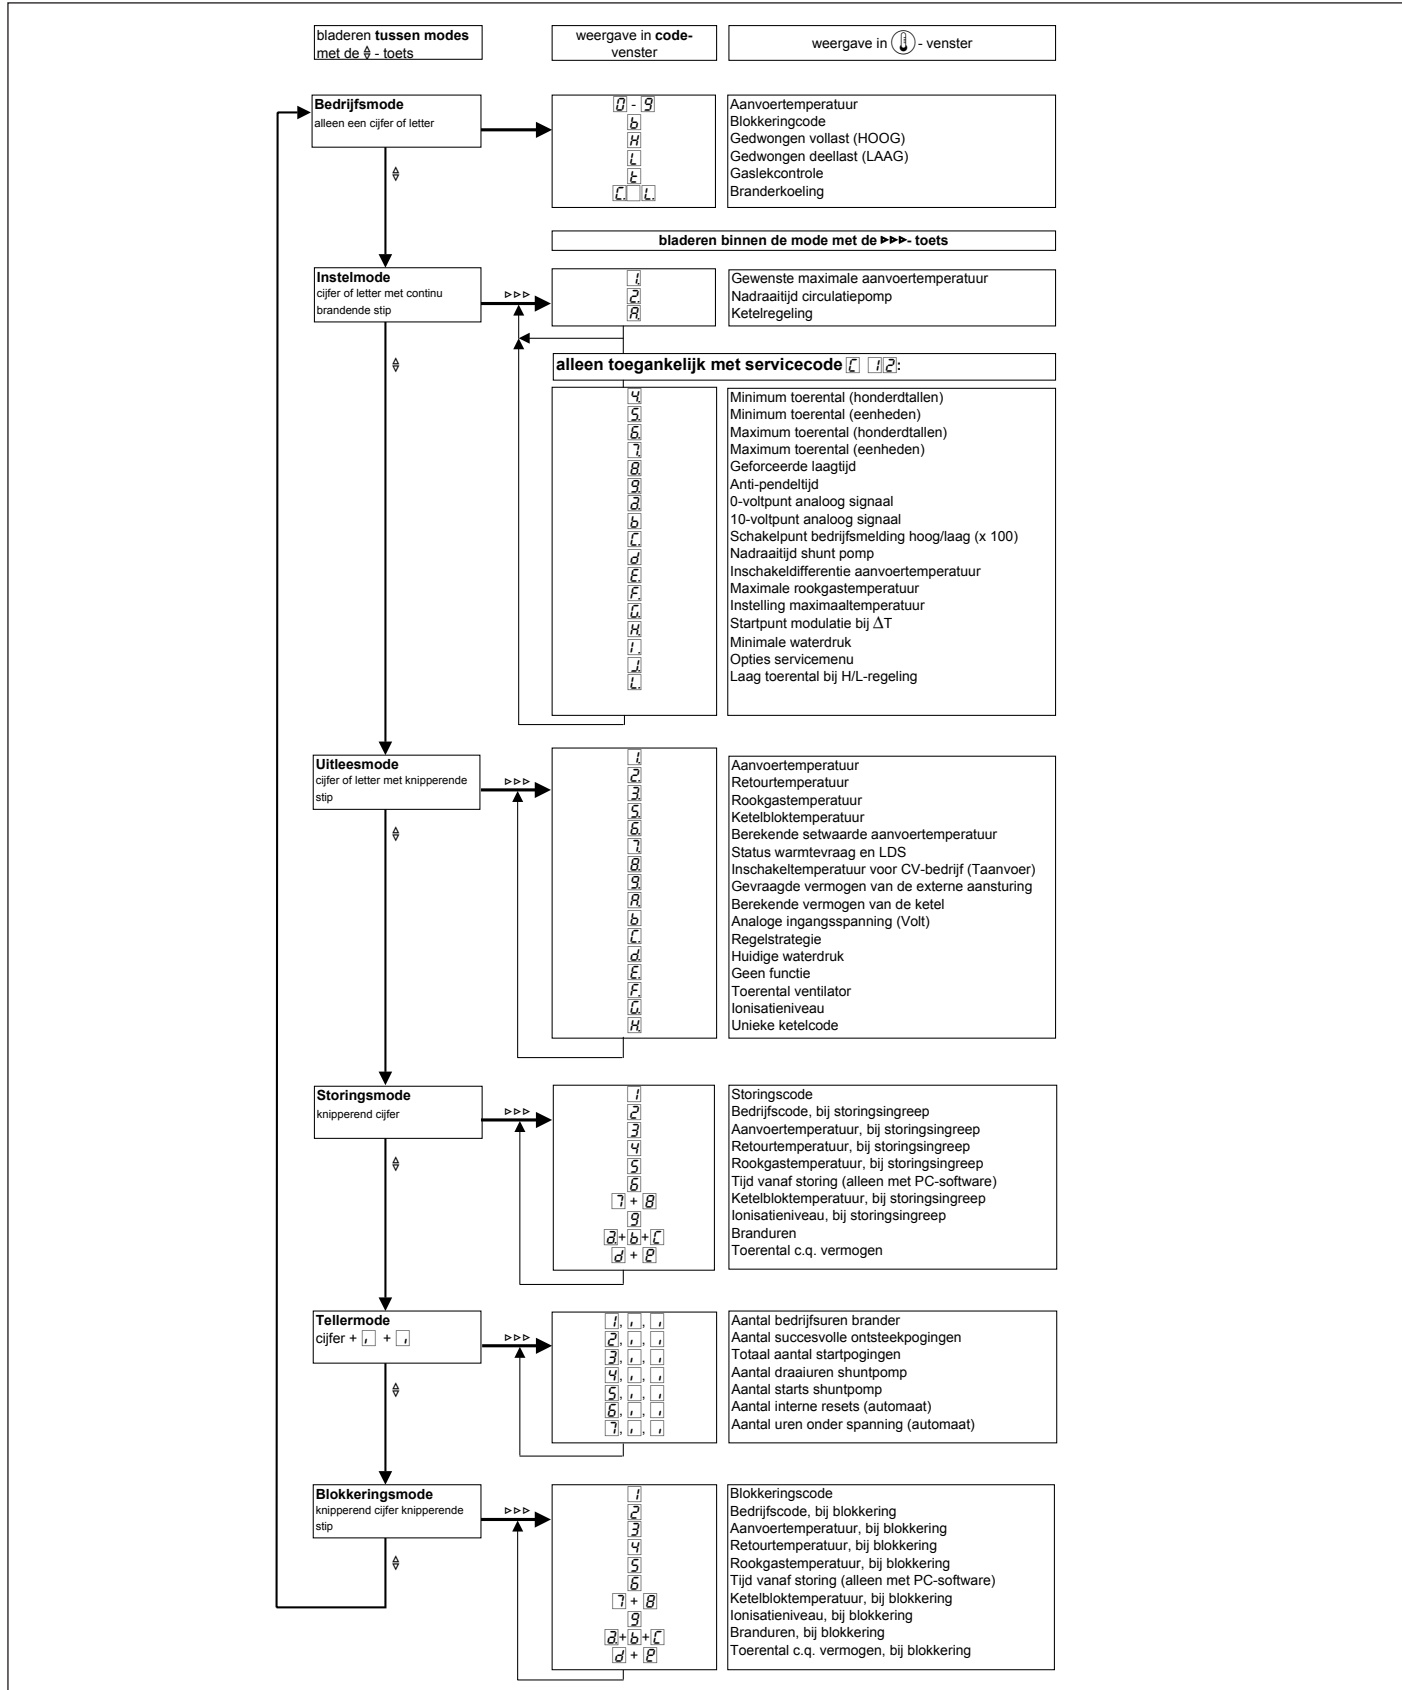 bladeren tussen modes
met de - toets
weergave in code-
venster
weergave in - venster
Bedrijfsmode
alleen een cijfer of letter
0 - 9 Aanvoertemperatuur
b Blokkeringcode
H Gedwongen vollast (HOOG)
L Gedwongen deellast (LAAG)
t Gaslekcontrole
C. L. Branderkoeling
bladeren binnen de mode met de ▷▷▷- toets
Instelmode
cijfer of letter met continu
brandende stip
▷▷▷
1. Gewenste maximale aanvoertemperatuur
2. Nadraaitijd circulatiepomp
A. Ketelregeling
alleen toegankelijk met servicecode C 12:
4. Minimum toerental (honderdtallen)
5. Minimum toerental (eenheden)
6. Maximum toerental (honderdtallen)
7. Maximum toerental (eenheden)
8. Geforceerde laagtijd
9. Anti-pendeltijd
a. 0-voltpunt analoog signaal
b 10-voltpunt analoog signaal
C. Schakelpunt bedrijfsmelding hoog/laag (x 100)
d Nadraaitijd shunt pomp
E. Inschakeldifferentie aanvoertemperatuur
F. Maximale rookgastemperatuur
G. Instelling maximaaltemperatuur
H. Startpunt modulatie bij ΔT
I. Minimale waterdruk
J. Opties servicemenu
L. Laag toerental bij H/L-regeling
Uitleesmode
cijfer of letter met knipperende
stip
▷▷▷
1. Aanvoertemperatuur
2. Retourtemperatuur
3. Rookgastemperatuur
5. Ketelbloktemperatuur
6. Berekende setwaarde aanvoertemperatuur
7. Status warmtevraag en LDS
8. Inschakeltemperatuur voor CV-bedrijf (Taanvoer)
9. Gevraagde vermogen van de externe aansturing
A. Berekende vermogen van de ketel
b Analoge ingangsspanning (Volt)
C. Regelstrategie
d. Huidige waterdruk
E. Geen functie
F. Toerental ventilator
G. Ionisatieniveau
H. Unieke ketelcode
Storingsmode
knipperend cijfer
▷▷▷
1 Storingscode
2 Bedrijfscode, bij storingsingreep
3 Aanvoertemperatuur, bij storingsingreep
4 Retourtemperatuur, bij storingsingreep
5 Rookgastemperatuur, bij storingsingreep
6 Tijd vanaf storing (alleen met PC-software)
7 + 8 Ketelbloktemperatuur, bij storingsingreep
9 Ionisatieniveau, bij storingsingreep
a.+b+C Branduren
d + e Toerental c.q. vermogen
Tellermode
cijfer + , + ,
▷▷▷
1, , , , , Aantal bedrijfsuren brander
2, , , , , Aantal succesvolle ontsteekpogingen
3, , , , , Totaal aantal startpogingen
4, , , , , Aantal draaiuren shuntpomp
5, , , , , Aantal starts shuntpomp
6, , , , , Aantal interne resets (automaat)
7, , , , , Aantal uren onder spanning (automaat)
Blokkeringsmode
knipperend cijfer knipperende
stip
▷▷▷
1 Blokkeringscode
2 Bedrijfscode, bij blokkering
3 Aanvoertemperatuur, bij blokkering
4 Retourtemperatuur, bij blokkering
5 Rookgastemperatuur, bij blokkering
6 Tijd vanaf storing (alleen met PC-software)
7 + 8 Ketelbloktemperatuur, bij blokkering
9 Ionisatieniveau, bij blokkering
a.+b+C Branduren, bij blokkering
d + e Toerental c.q. vermogen, bij blokkering